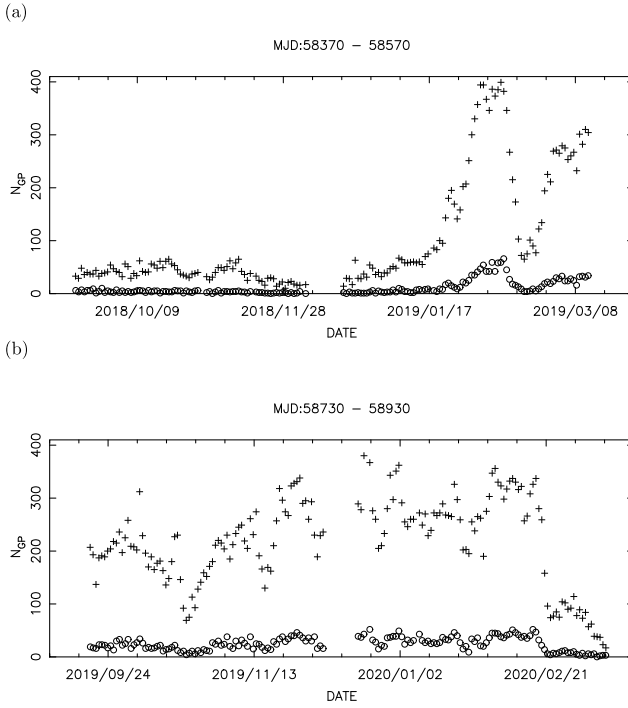 (a)
MJD:58370 – 58570
400
300
200
100
0
N_GP
2018/10/09 2018/11/28 2019/01/17 2019/03/08
DATE
(b)
MJD:58730 – 58930
400
300
200
100
0
N_GP
2019/09/24 2019/11/13 2020/01/02 2020/02/21
DATE